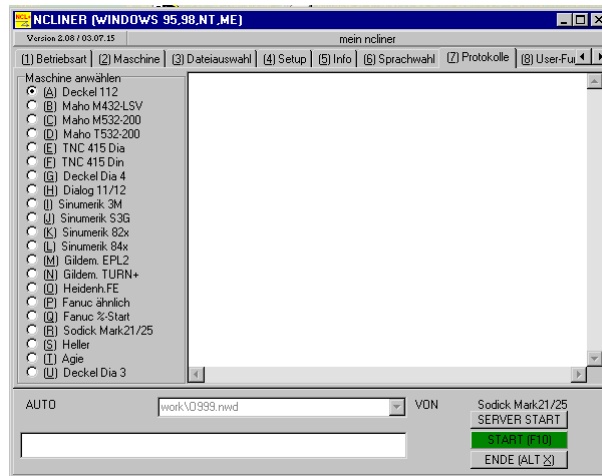 NCLINER (WINDOWS 95,98,NT,ME)
Version 2.08 / 03.07.15 mein ncliner
(1) Betriebsart (2) Maschine (3) Dateiauswahl (4) Setup (5) Info (6) Sprachwahl (7) Protokolle (8) User-Fu
Maschine anwählen
(A) Deckel 112
(B) Maho M432-LSV
(C) Maho M532-200
(D) Maho T532-200
(E) TNC 415 Dia
(F) TNC 415 Din
(G) Deckel Dia 4
(H) Dialog 11/12
(I) Sinumerik 3M
(J) Sinumerik S3G
(K) Sinumerik 82x
(L) Sinumerik 84x
(M) Gildem. EPL2
(N) Gildem. TURN+
(O) Heidenh.FE
(P) Fanuc ähnlich
(Q) Fanuc %-Start
(R) Sodick Mark21/25
(S) Heller
(T) Agie
(U) Deckel Dia 3
AUTO work\O999.nwd VON Sodick Mark21/25
SERVER START
START (F10)
ENDE (ALT X)